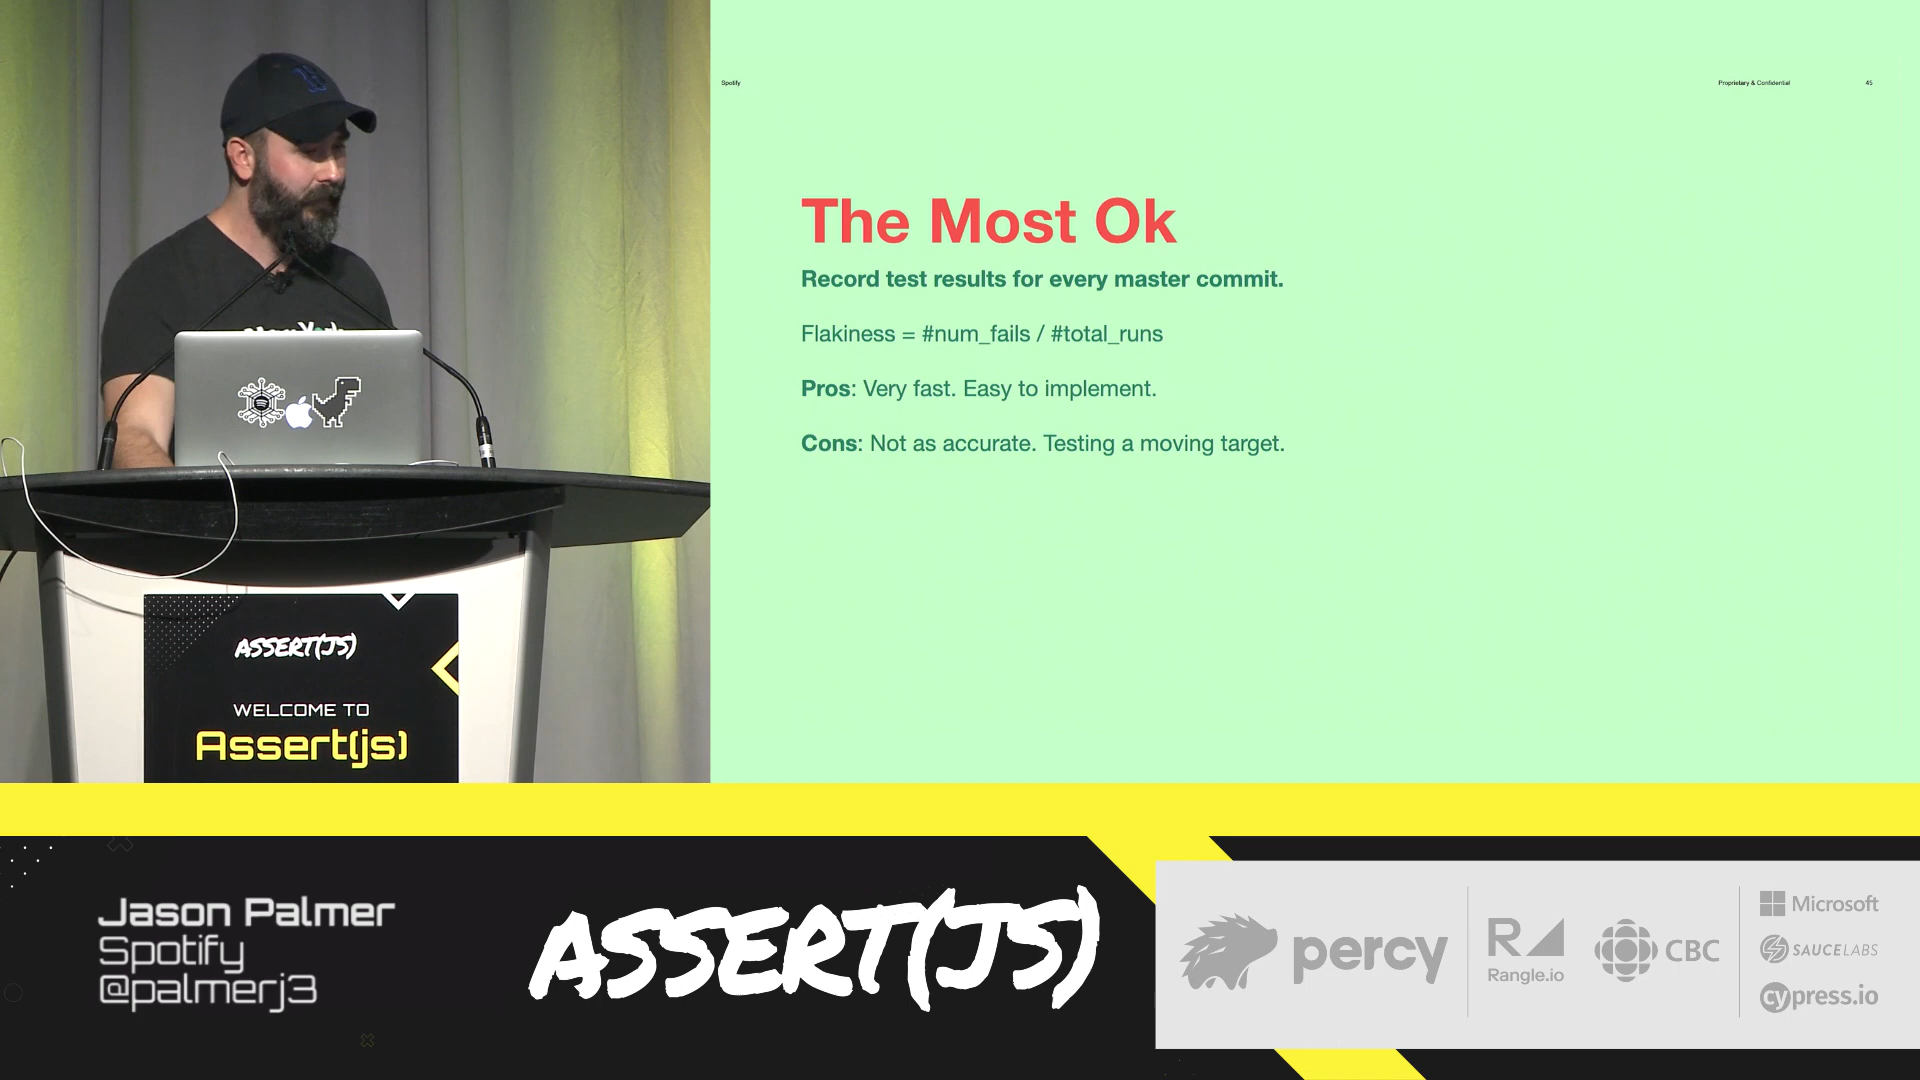 Spotify
Proprietary & Confidential
45
The Most Ok
Record test results for every master commit.
Flakiness = #num_fails / #total_runs
Pros: Very fast. Easy to implement.
Cons: Not as accurate. Testing a moving target.
ASSERT(JS)
WELCOME TO
Assert(js)
Jason Palmer
Spotify
@palmerj3
ASSERT(JS)
percy
R
Rangle.io
CBC
Microsoft
SAUCELABS
cypress.io